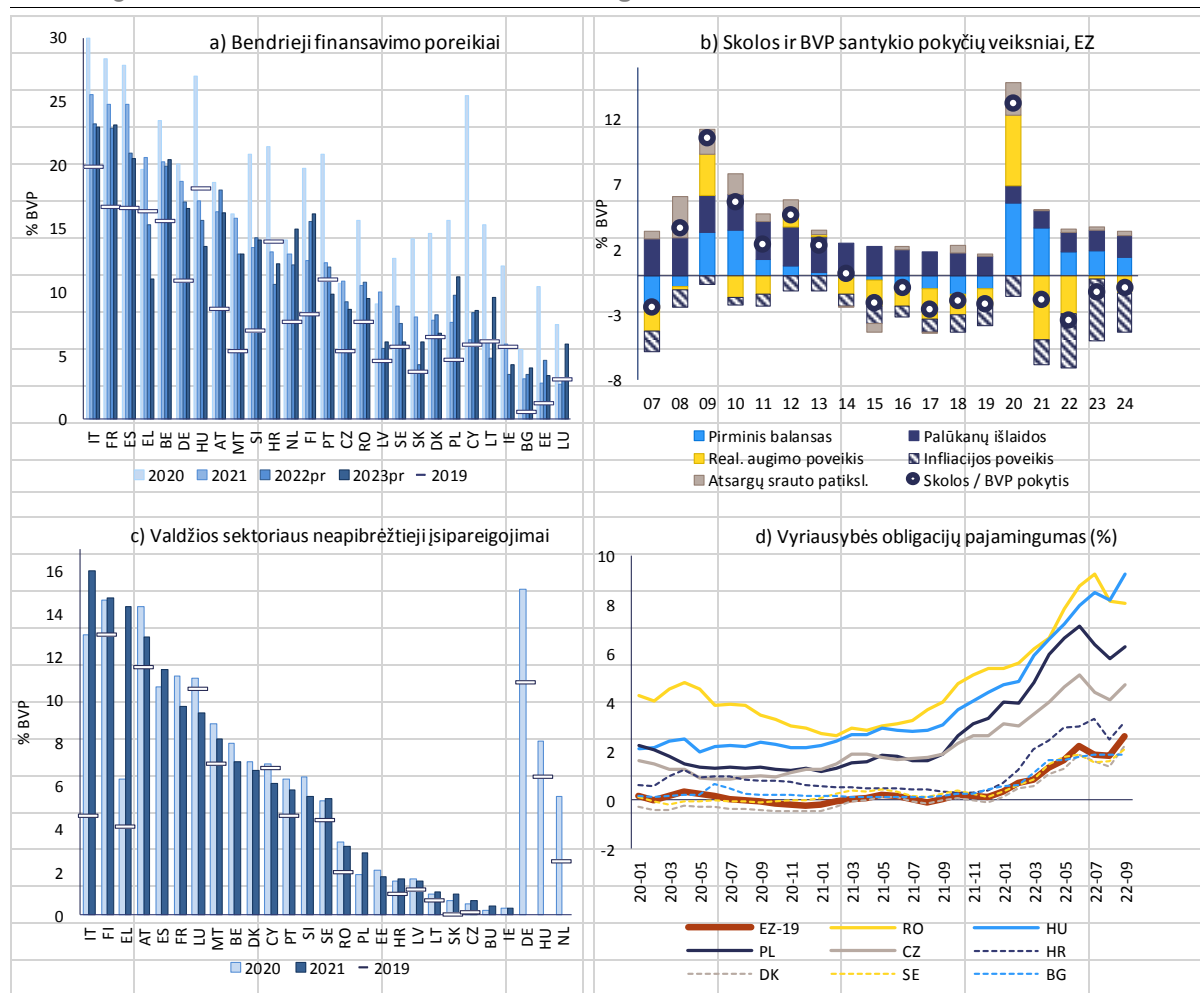 a) Bendrieji finansavimo poreikiai
% BVP
30
25
20
15
10
5
0
IT FR ES EL BE DE HU AT MT SI HR NL FI PT CZ RO LV SE SK DK PL CY LT IE BG EE LU
2020 2021 2022pr 2023pr 2019
b) Skolos ir BVP santykio pokyčių veiksniai, EZ
% BVP
12
7
2
-3
-8
07 08 09 10 11 12 13 14 15 16 17 18 19 20 21 22 23 24
Pirminis balansas Palūkanų išlaidos
Real. augimo poveikis Infliacijos poveikis
Atsargų srauto patiksl. Skolos / BVP pokytis
c) Valdžios sektoriaus neapibrėžtieji įsipareigojimai
% BVP
16
14
12
10
8
6
4
2
0
IT FI EL AT ES FR LU MT BE DK CY PT SI SE RO PL EE HR LV LT SK CZ BU IE DE HU NL
2020 2021 2019
d) Vyriausybės obligacijų pajamingumas (%)
10
8
6
4
2
0
-2
20-01 20-03 20-05 20-07 20-09 20-11 21-01 21-03 21-05 21-07 21-09 21-11 22-01 22-03 22-05 22-07 22-09
EZ-19 RO HU
PL CZ HR
DK SE BG